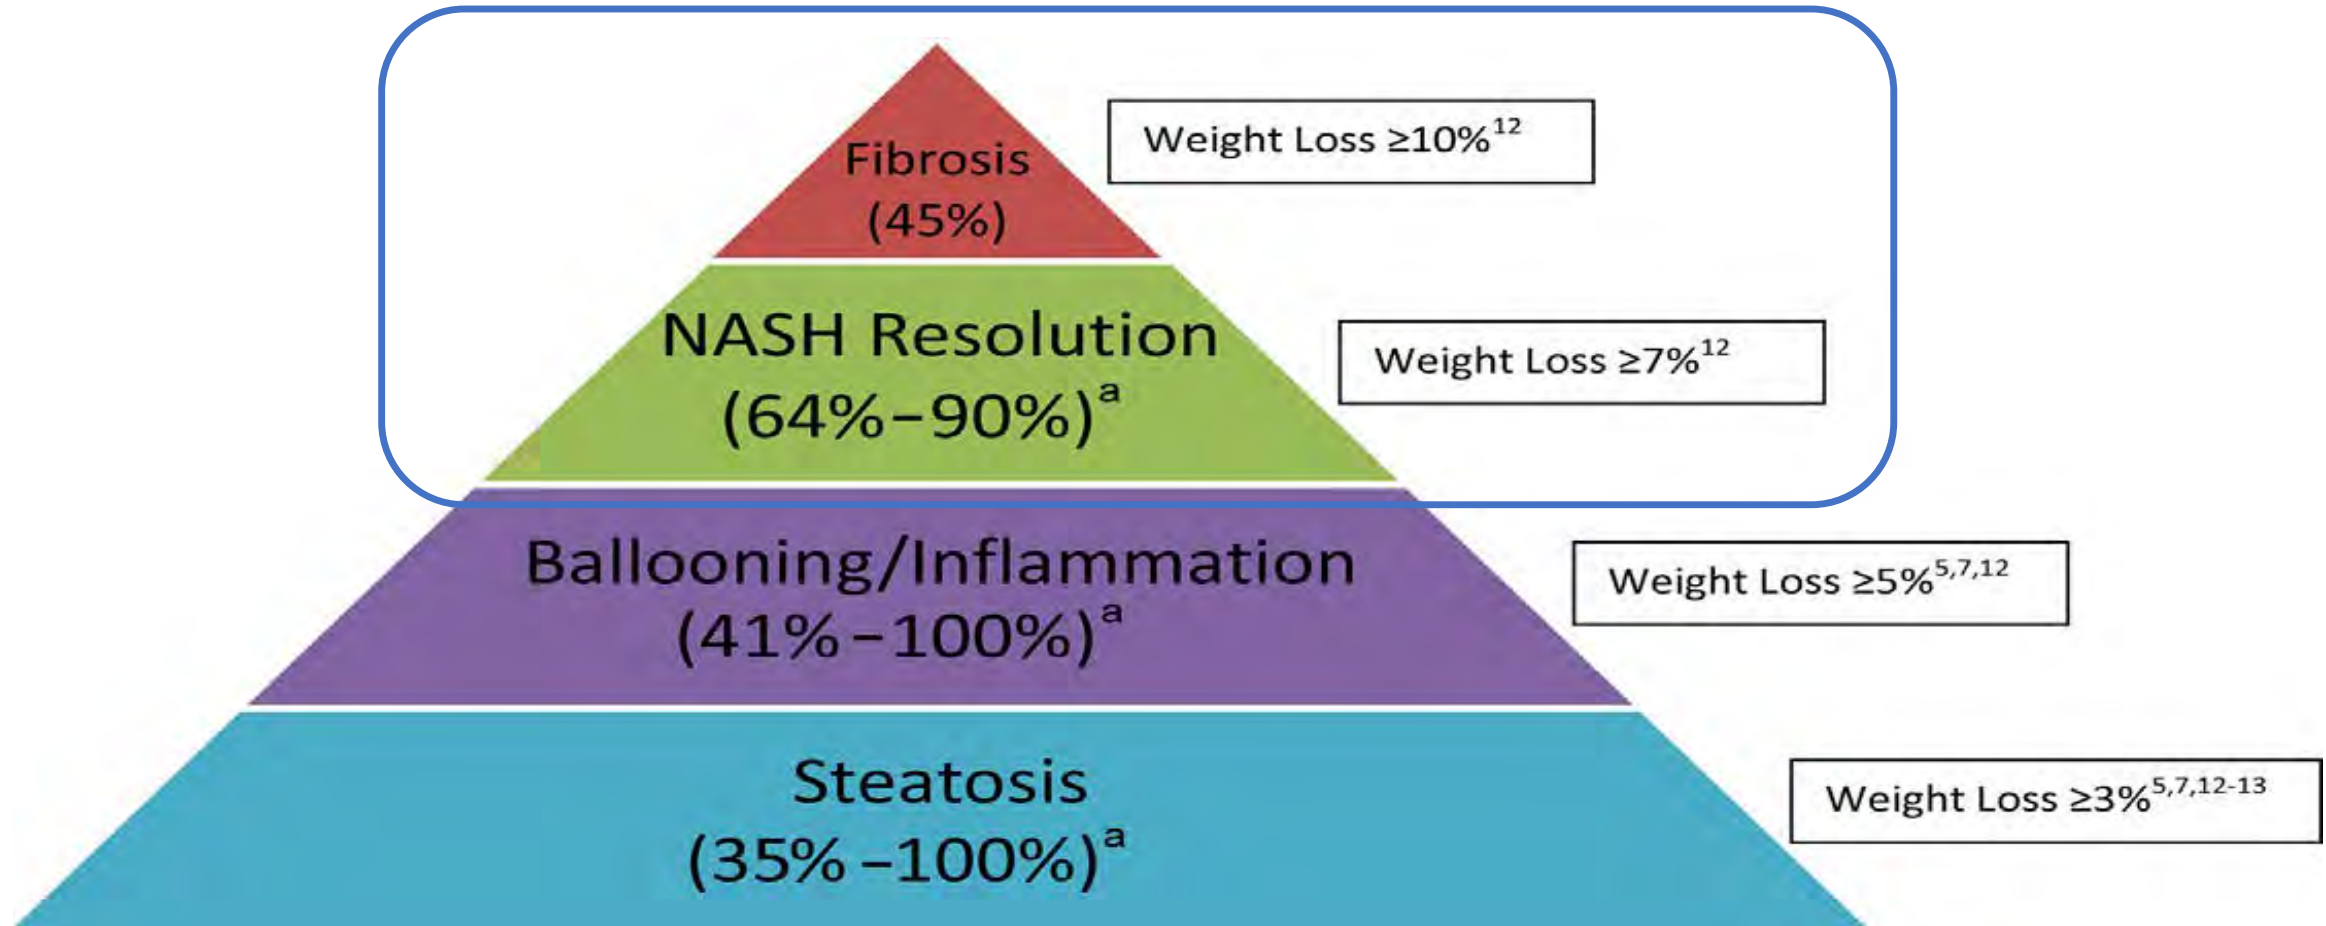 Fibrosis
(45%)
Weight Loss ≥10%¹²
NASH Resolution
(64%–90%)ᵃ
Weight Loss ≥7%¹²
Ballooning/Inflammation
(41%–100%)ᵃ
Weight Loss ≥5%⁵,⁷,¹²
Steatosis
(35%–100%)ᵃ
Weight Loss ≥3%⁵,⁷,¹²⁻¹³